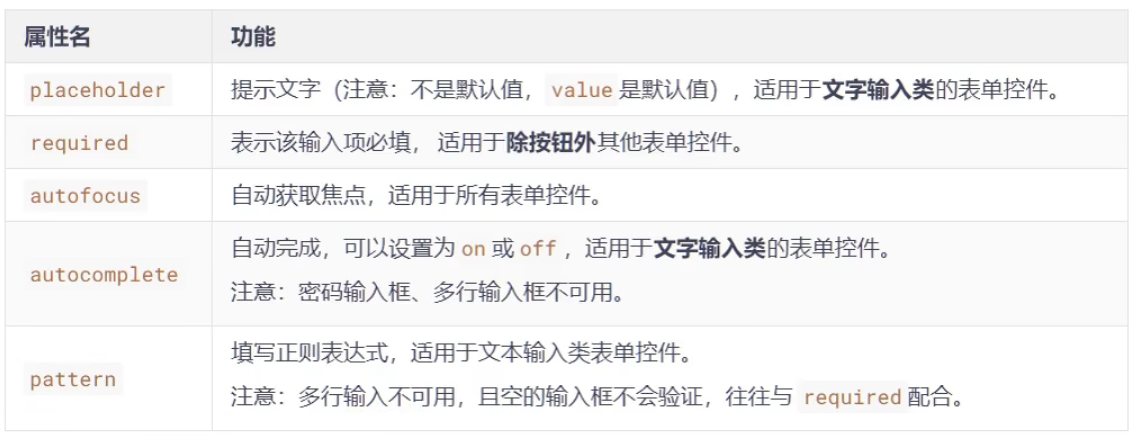 属性名 功能
placeholder 提示文字（注意：不是默认值，value 是默认值），适用于文字输入类的表单控件。
required 表示该输入项必填，适用于除按钮外其他表单控件。
autofocus 自动获取焦点，适用于所有表单控件。
autocomplete 自动完成，可以设置为 on 或 off ，适用于文字输入类的表单控件。
注意：密码输入框、多行输入框不可用。
pattern 填写正则表达式，适用于文本输入类表单控件。
注意：多行输入不可用，且空的输入框不会验证，往往与 required 配合。